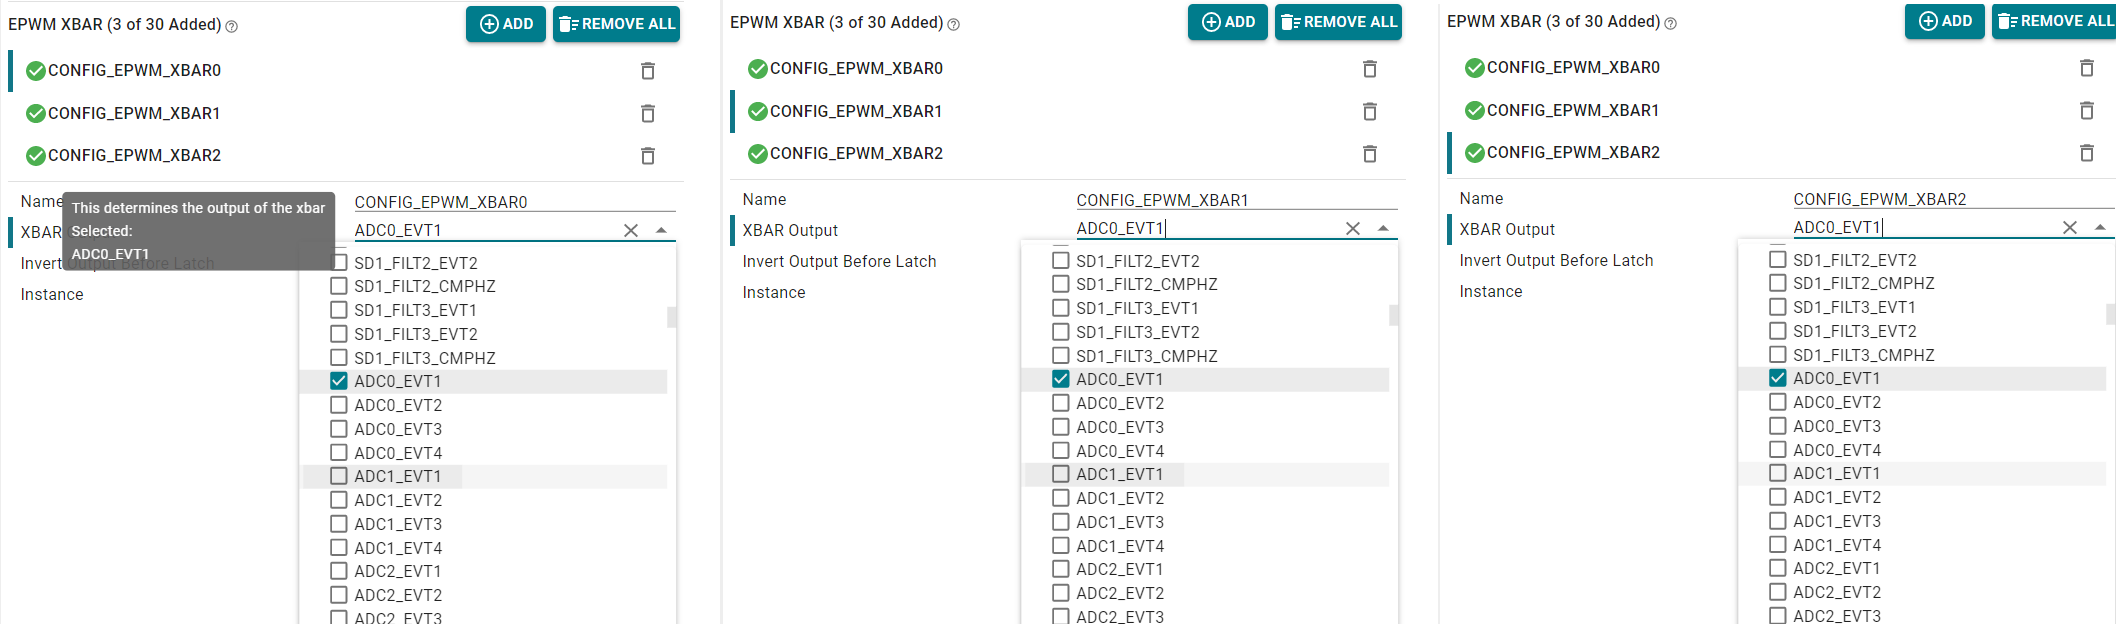 EPWM XBAR (3 of 30 Added)
ADD
REMOVE ALL
CONFIG_EPWM_XBAR0
CONFIG_EPWM_XBAR1
CONFIG_EPWM_XBAR2
Name
CONFIG_EPWM_XBAR0
This determines the output of the xbar
Selected:
ADC0_EVT1
XBAR
ADC0_EVT1
Invert Output Before Latch
Instance
SD1_FILT2_EVT2
SD1_FILT2_CMPHZ
SD1_FILT3_EVT1
SD1_FILT3_EVT2
SD1_FILT3_CMPHZ
ADC0_EVT1
ADC0_EVT2
ADC0_EVT3
ADC0_EVT4
ADC1_EVT1
ADC1_EVT2
ADC1_EVT3
ADC1_EVT4
ADC2_EVT1
ADC2_EVT2
ADC2_EVT3
EPWM XBAR (3 of 30 Added)
ADD
REMOVE ALL
CONFIG_EPWM_XBAR0
CONFIG_EPWM_XBAR1
CONFIG_EPWM_XBAR2
Name
CONFIG_EPWM_XBAR1
XBAR Output
ADC0_EVT1
Invert Output Before Latch
Instance
SD1_FILT2_EVT2
SD1_FILT2_CMPHZ
SD1_FILT3_EVT1
SD1_FILT3_EVT2
SD1_FILT3_CMPHZ
ADC0_EVT1
ADC0_EVT2
ADC0_EVT3
ADC0_EVT4
ADC1_EVT1
ADC1_EVT2
ADC1_EVT3
ADC1_EVT4
ADC2_EVT1
ADC2_EVT2
ADC2_EVT3
EPWM XBAR (3 of 30 Added)
ADD
REMOVE ALL
CONFIG_EPWM_XBAR0
CONFIG_EPWM_XBAR1
CONFIG_EPWM_XBAR2
Name
CONFIG_EPWM_XBAR2
XBAR Output
ADC0_EVT1
Invert Output Before Latch
Instance
SD1_FILT2_EVT2
SD1_FILT2_CMPHZ
SD1_FILT3_EVT1
SD1_FILT3_EVT2
SD1_FILT3_CMPHZ
ADC0_EVT1
ADC0_EVT2
ADC0_EVT3
ADC0_EVT4
ADC1_EVT1
ADC1_EVT2
ADC1_EVT3
ADC1_EVT4
ADC2_EVT1
ADC2_EVT2
ADC2_EVT3